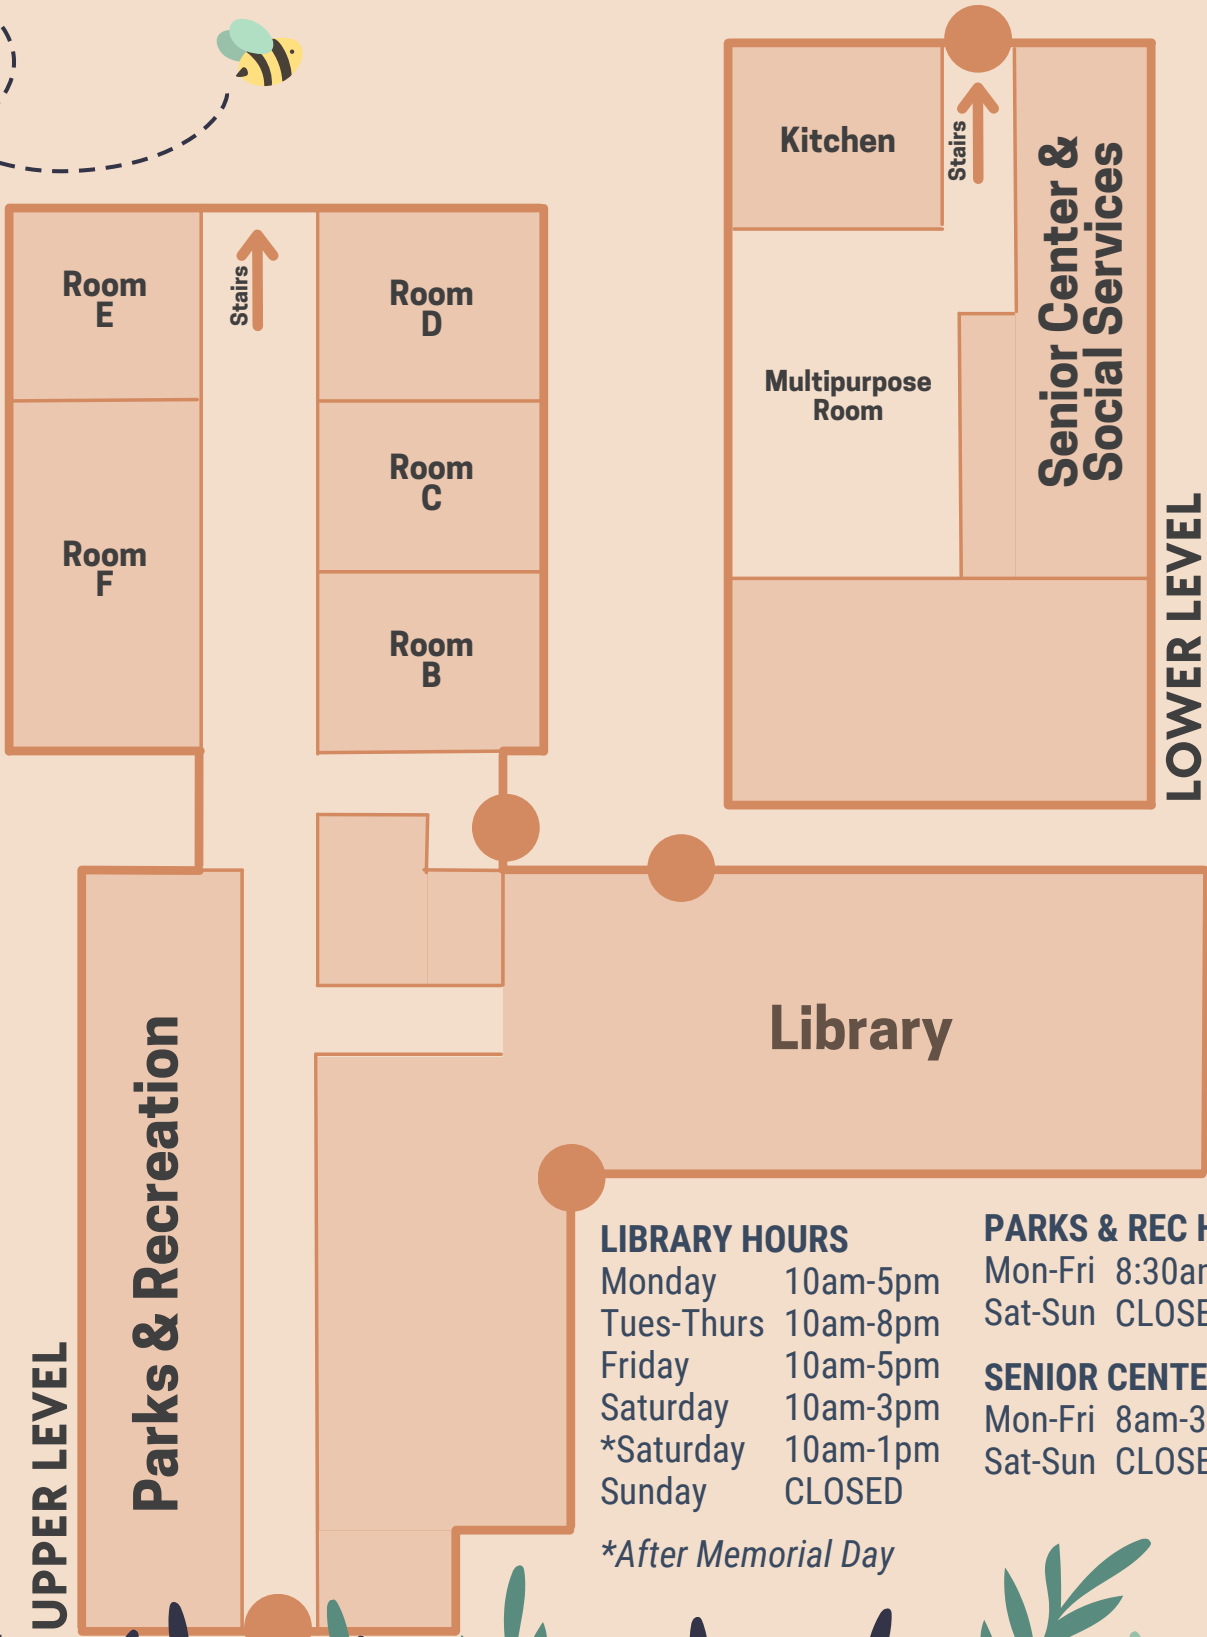 Kitchen
Stairs
Senior Center &
Social Services
Multipurpose
Room
LOWER LEVEL
Room
E
Stairs
Room
D
Room
C
Room
F
Room
B
Library
Parks & Recreation
UPPER LEVEL
LIBRARY HOURS
Monday 10am-5pm
Tues-Thurs 10am-8pm
Friday 10am-5pm
Saturday 10am-3pm
*Saturday 10am-1pm
Sunday CLOSED
*After Memorial Day
PARKS & REC
Mon-Fri
Sat-Sun
SENIOR
Mon-Fri
Sat-Sun